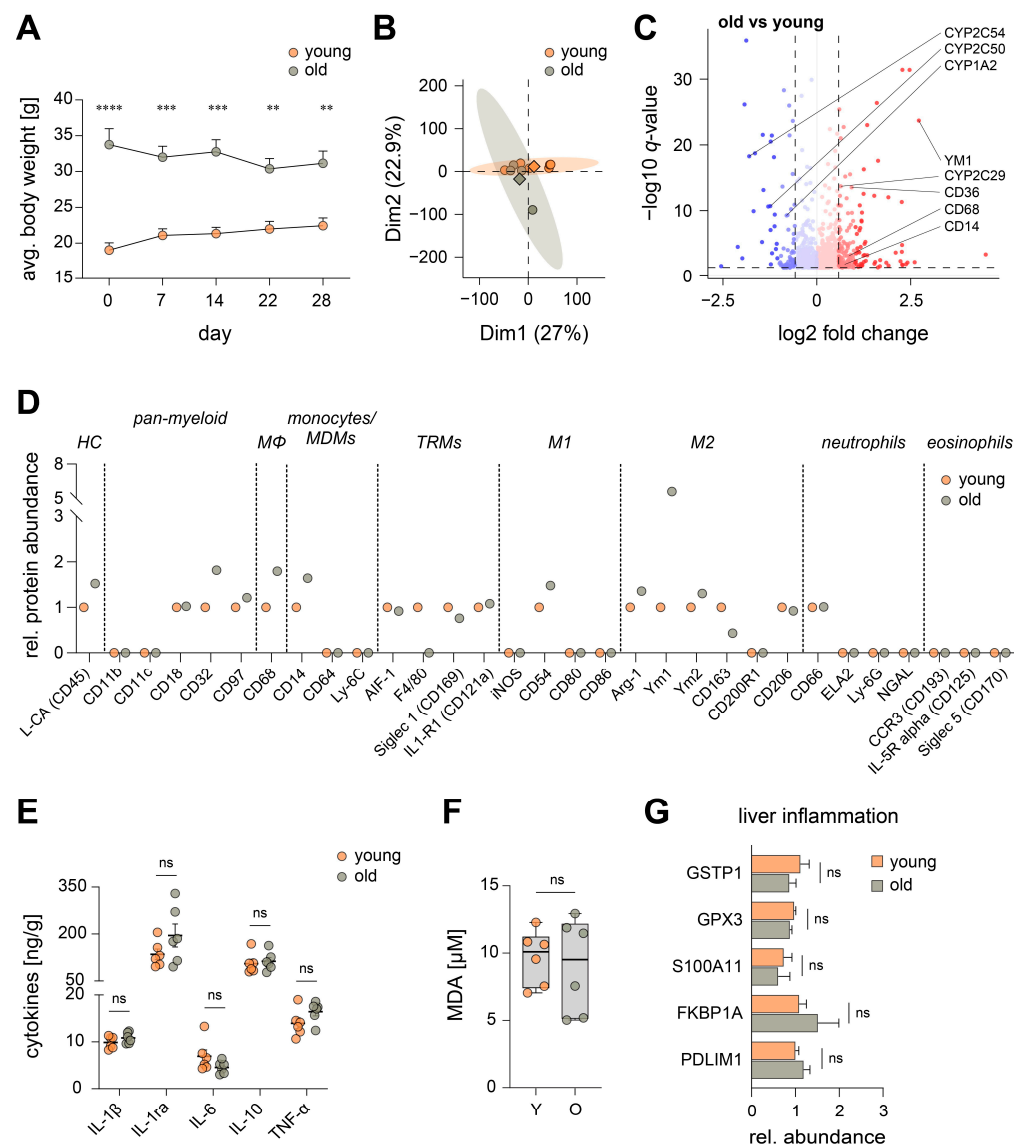 A
young
old
avg. body weight [g]
40
35
30
25
20
15
**** *** *** ** **
0 7 14 22 28
day
B
young
old
Dim2 (22.9%)
200
100
0
−100
−200
−100 0 100
Dim1 (27%)
C
old vs young
−log10 q-value
30
20
10
0
−2.5 0 2.5
log2 fold change
CYP2C54
CYP2C50
CYP1A2
YM1
CYP2C29
CD36
CD68
CD14
D
HC
pan-myeloid
MΦ
monocytes/
MDMs
TRMs
M1
M2
neutrophils
eosinophils
young
old
rel. protein abundance
8
5
3
2
1
0
L-CA (CD45)
CD11b
CD11c
CD18
CD32
CD97
CD68
CD14
CD64
Ly-6C
AIF-1
F4/80
Siglec 1 (CD169)
IL1-R1 (CD121a)
iNOS
CD54
CD80
CD86
Arg-1
Ym1
Ym2
CD163
CD200R1
CD206
CD66
ELA2
Ly-6G
NGAL
CCR3 (CD193)
IL-5R alpha (CD125)
Siglec 5 (CD170)
E
young
old
cytokines [ng/g]
350
200
50
20
10
0
ns
ns
ns
ns
ns
IL-1β
IL-1ra
IL-6
IL-10
TNF-α
F
MDA [µM]
15
10
5
0
ns
Y O
G
liver inflammation
young
old
GSTP1
ns
GPX3
ns
S100A11
ns
FKBP1A
ns
PDLIM1
ns
0 1 2 3
rel. abundance